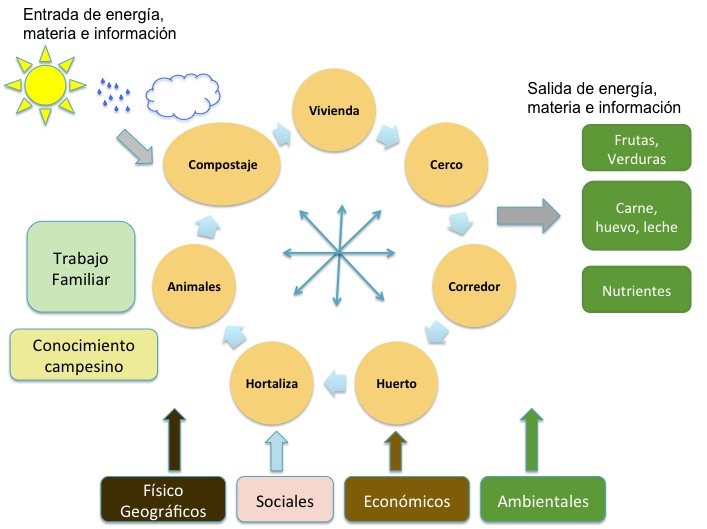 Entrada de energía,
materia e información
Salida de energía,
materia e información
Vivienda
Compostaje
Cerco
Frutas,
Verduras
Carne,
huevo, leche
Trabajo
Familiar
Animales
Corredor
Nutrientes
Conocimiento
campesino
Hortaliza
Huerto
Físico
Geográficos
Sociales
Económicos
Ambientales